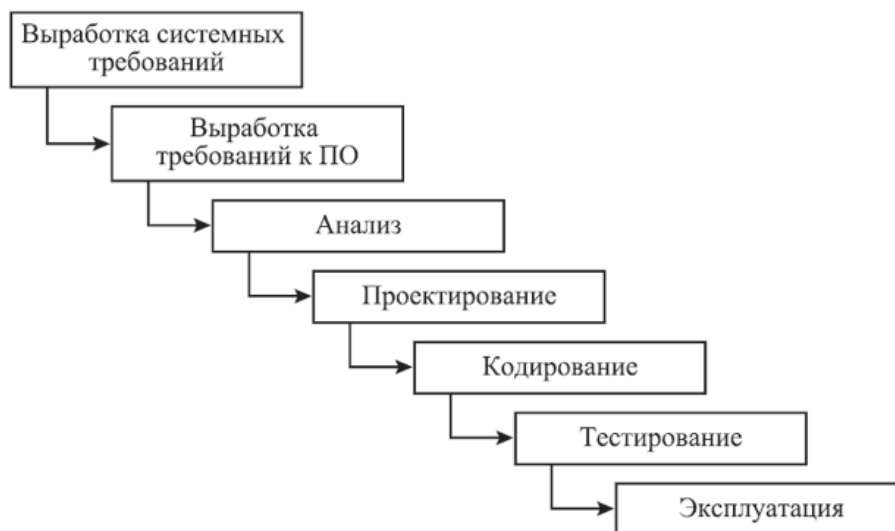 Выработка системных
требований
Выработка
требований к ПО
Анализ
Проектирование
Кодирование
Тестирование
Эксплуатация